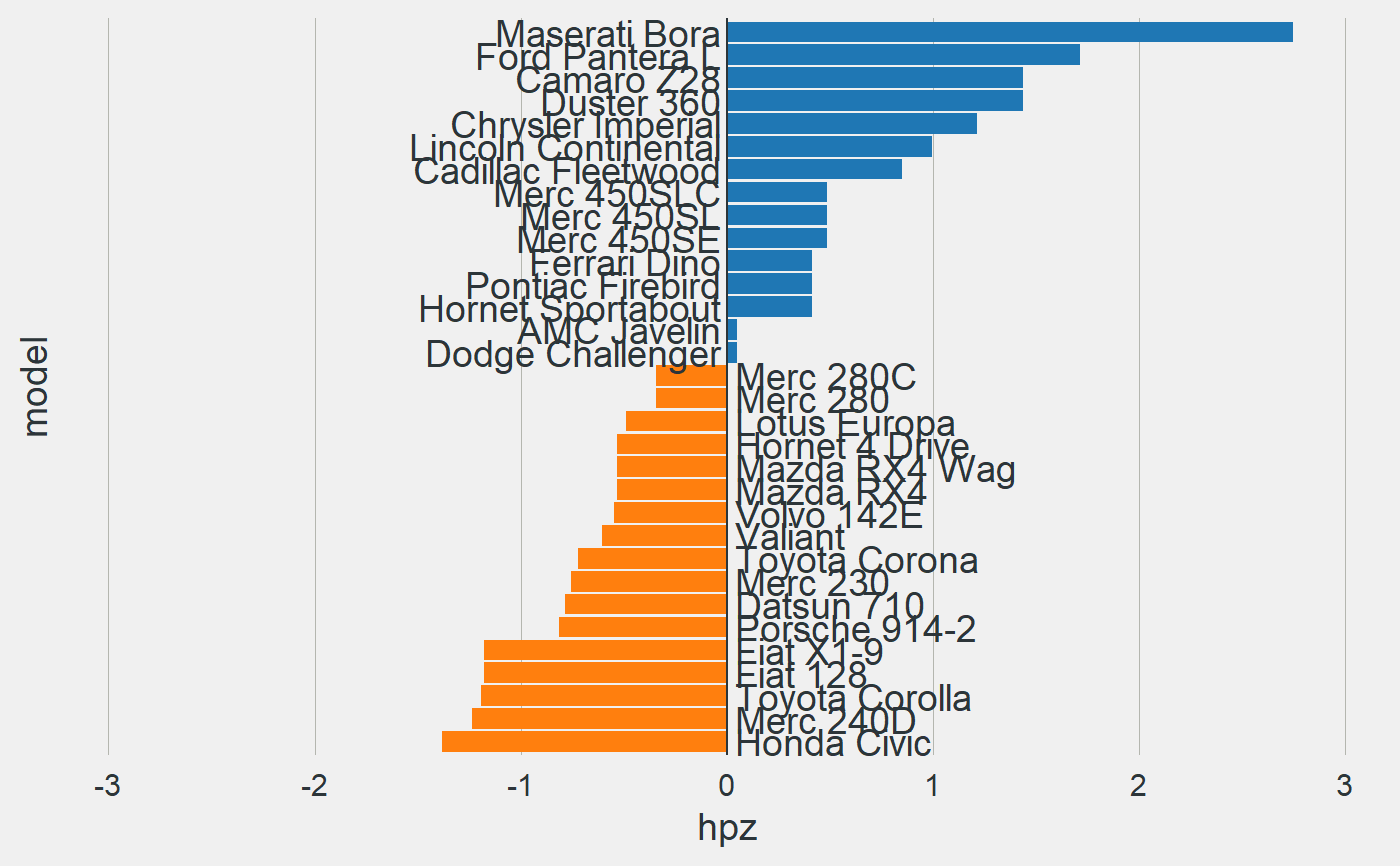 Maserati Bora
Ford Pantera L
Camaro Z28
Duster 360
Chrysler Imperial
Lincoln Continental
Cadillac Fleetwood
Merc 450SLC
Merc 450SL
Merc 450SE
Ferrari Dino
Pontiac Firebird
Hornet Sportabout
AMC Javelin
Dodge Challenger
Merc 280C
Merc 280
Lotus Europa
Hornet 4 Drive
Mazda RX4 Wag
Mazda RX4
Volvo 142E
Valiant
Toyota Corona
Merc 230
Datsun 710
Porsche 914-2
Fiat X1-9
Fiat 128
Toyota Corolla
Merc 240D
Honda Civic
model
-3 -2 -1 0 1 2 3
hpz